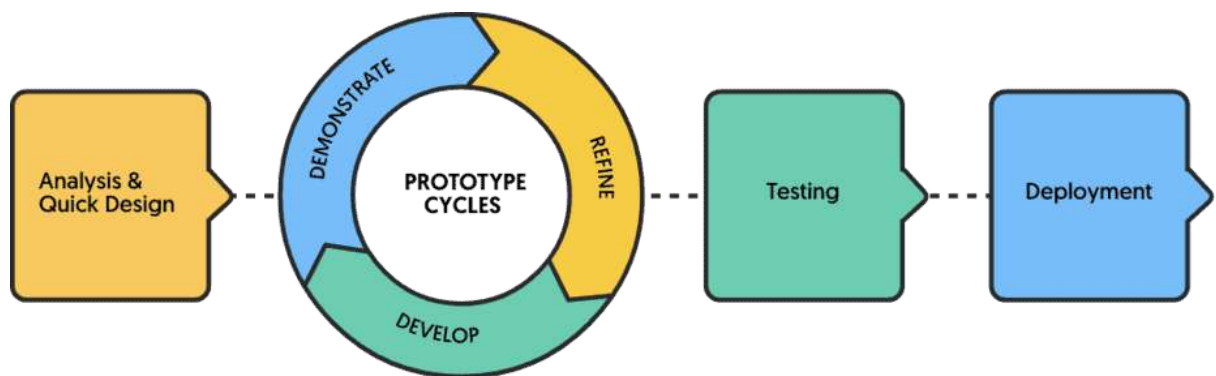 Analysis &
Quick Design
DEMONSTRATE
REFINE
DEVELOP
PROTOTYPE
CYCLES
Testing
Deployment